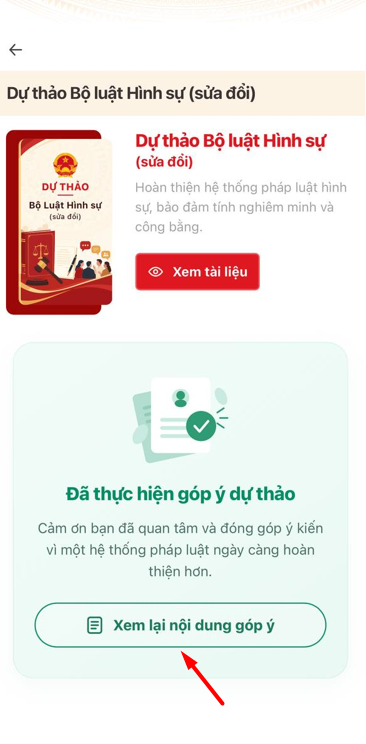 Dự thảo Bộ luật Hình sự (sửa đổi)
DỰ THẢO
Bộ Luật Hình sự
(sửa đổi)
Dự thảo Bộ luật Hình sự
(sửa đổi)
Hoàn thiện hệ thống pháp luật hình
sự, bảo đảm tính nghiêm minh và
công bằng.
Xem tài liệu
Đã thực hiện góp ý dự thảo
Cảm ơn bạn đã quan tâm và đóng góp ý kiến
vì một hệ thống pháp luật ngày càng hoàn
thiện hơn.
Xem lại nội dung góp ý